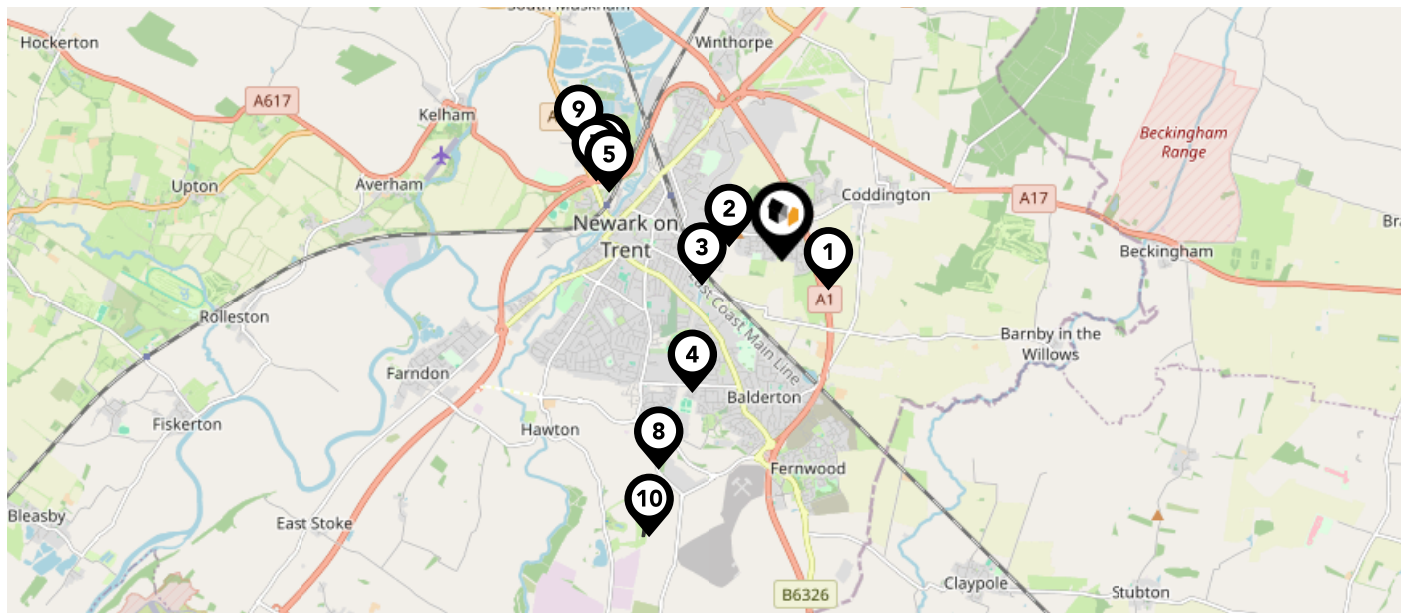 South Muskham
Hockerton
Winthorpe
A617
Kelham
9
A
5
Beckingham
Range
Upton
Averham
Coddington
A17
2
Newark on
Trent
3
1
Beckingham
A1
East Coast Main Line
Rolleston
Barnby in the
Willows
4
Farndon
Balderton
Fiskerton
Hawton
8
Fernwood
10
Bleasby
East Stoke
Claypole
Stubton
B6326